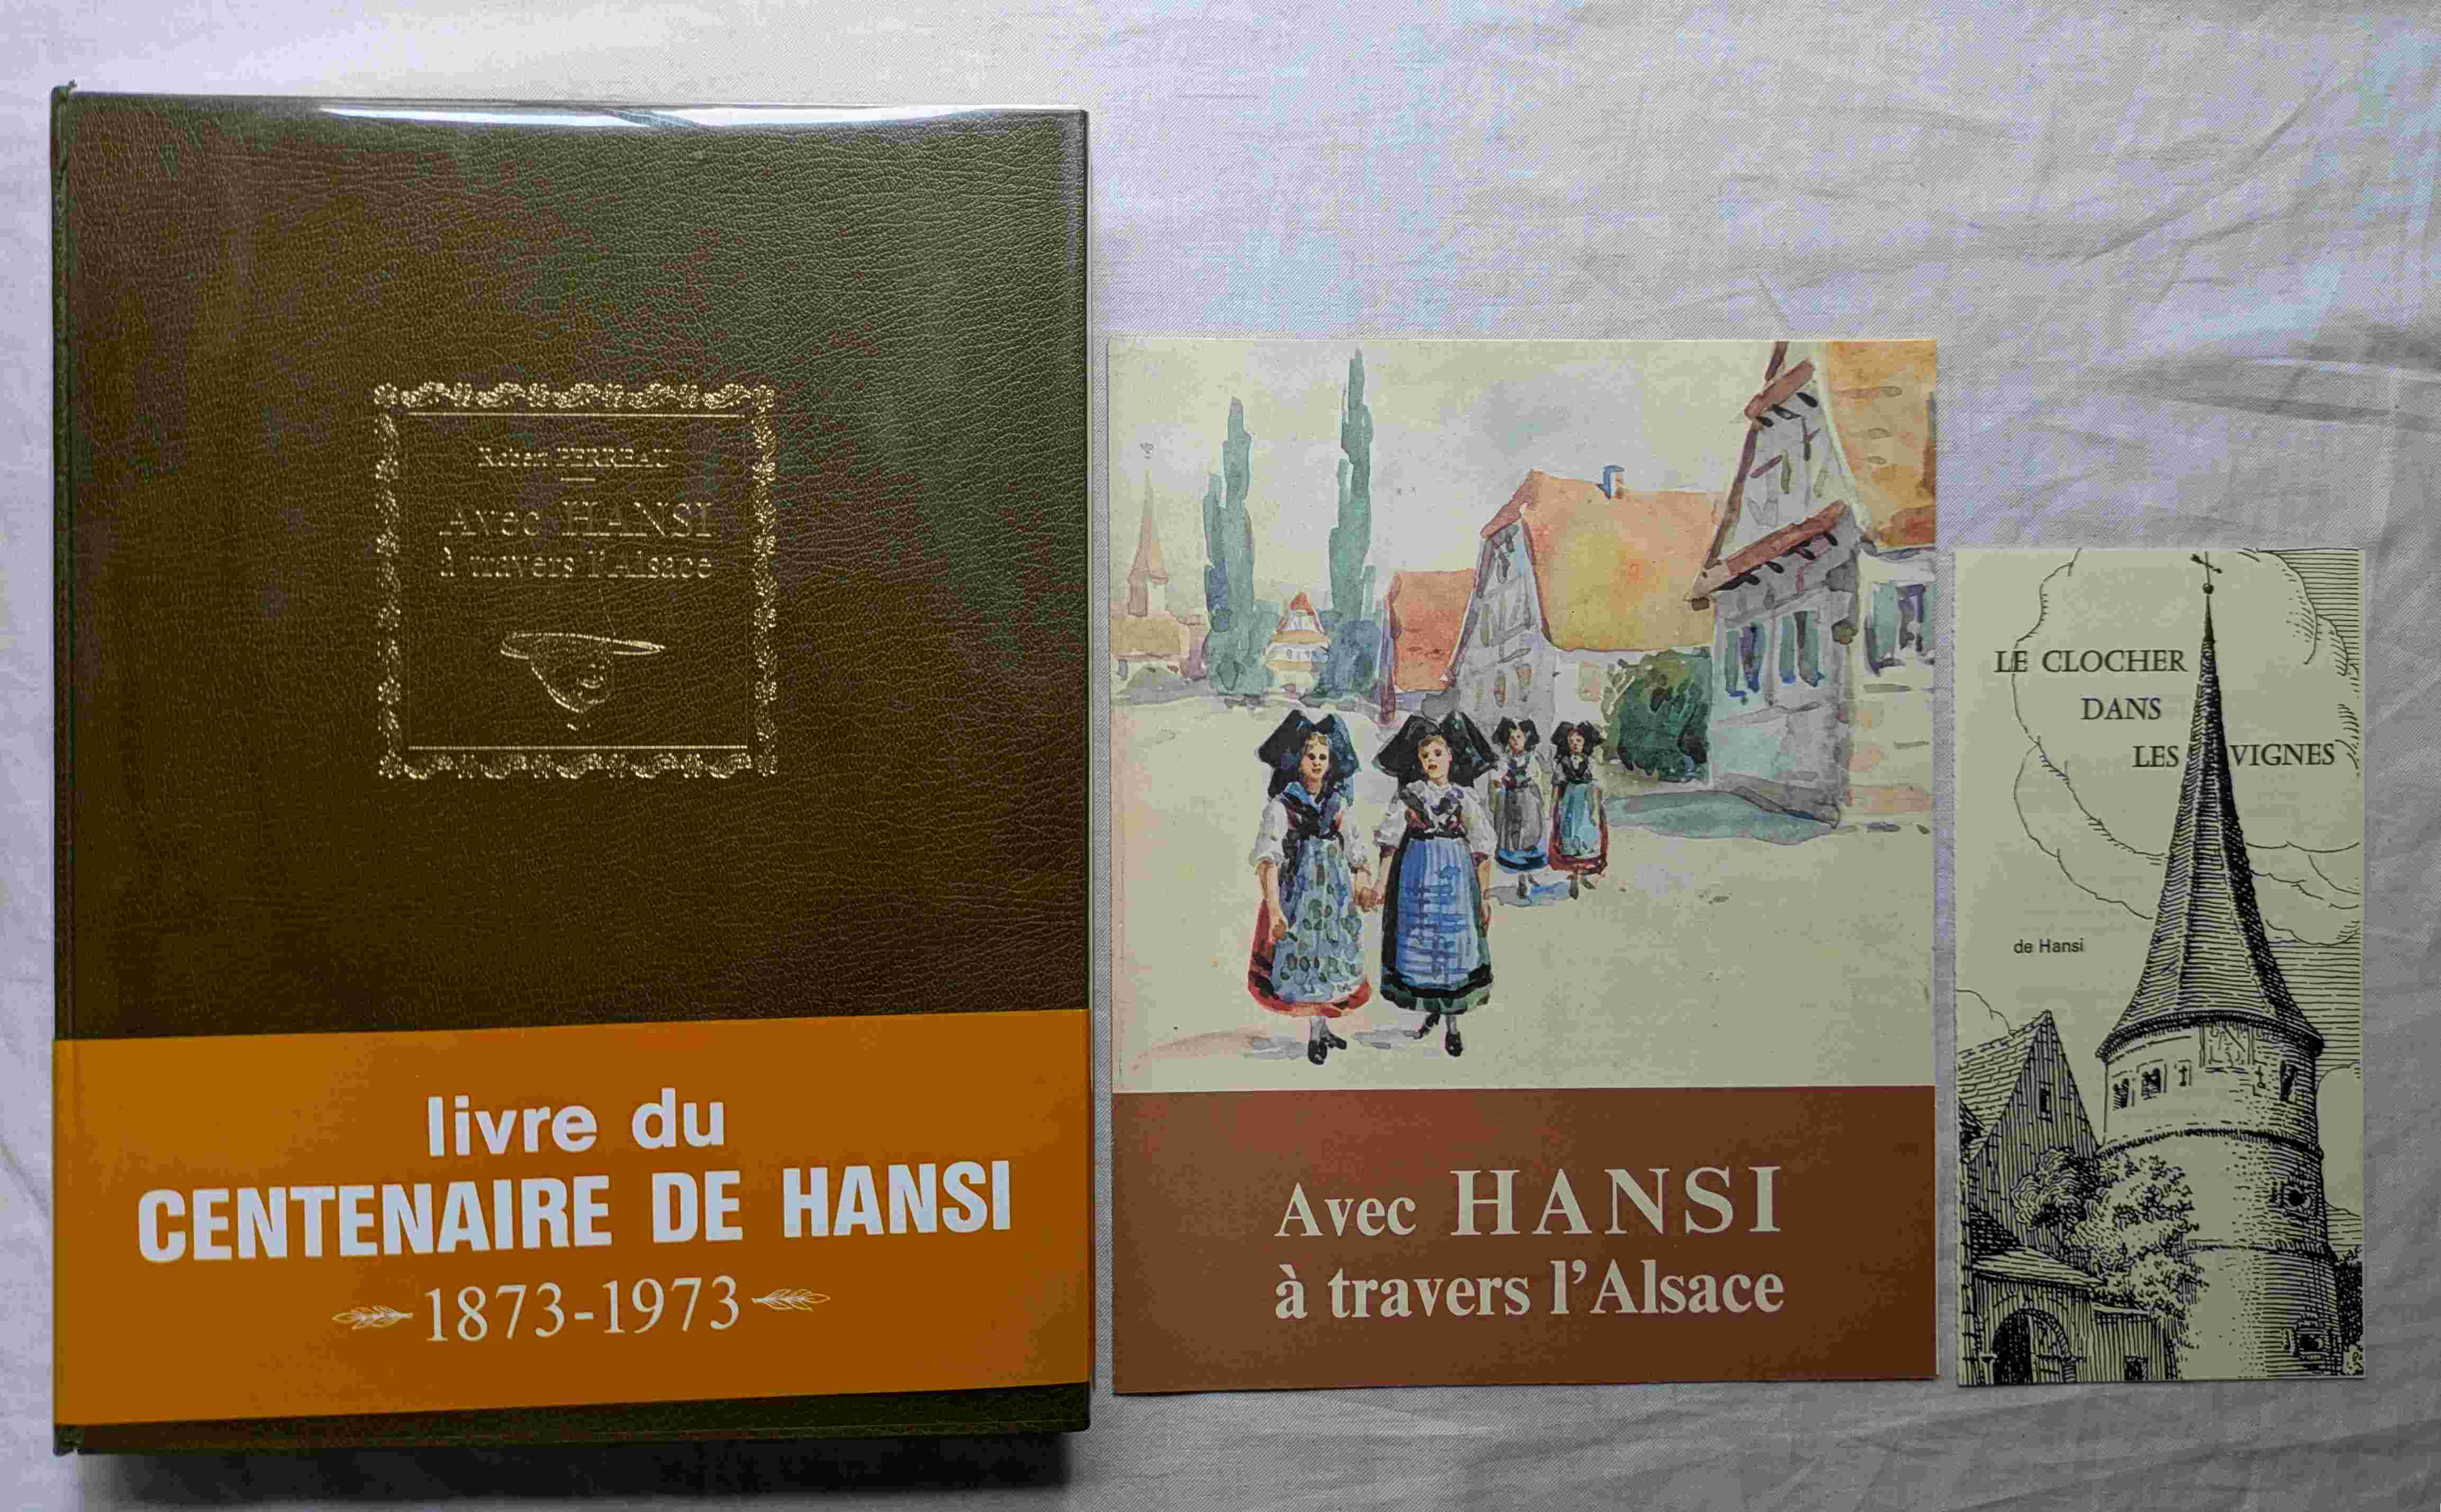 Robert PERREAU
Avec HANSI
à travers l'Alsace
livre du
CENTENAIRE DE HANSI
1873-1973
Avec HANSI
à travers l'Alsace
LE CLOCHER
DANS
LES VIGNES
de Hansi